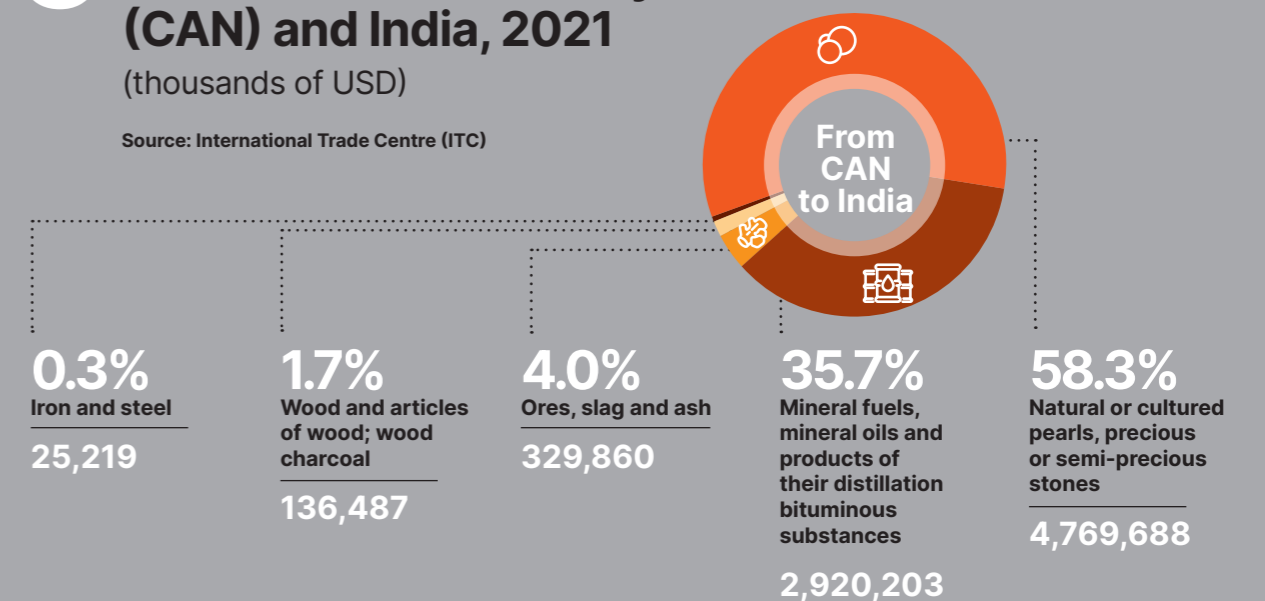 (CAN) and India, 2021
(thousands of USD)
Source: International Trade Centre (ITC)
From
CAN
to India
0.3%
Iron and steel
25,219
1.7%
Wood and articles
of wood; wood
charcoal
136,487
4.0%
Ores, slag and ash
329,860
35.7%
Mineral fuels,
mineral oils and
products of
their distillation
bituminous
substances
2,920,203
58.3%
Natural or cultured
pearls, precious
or semi-precious
stones
4,769,688